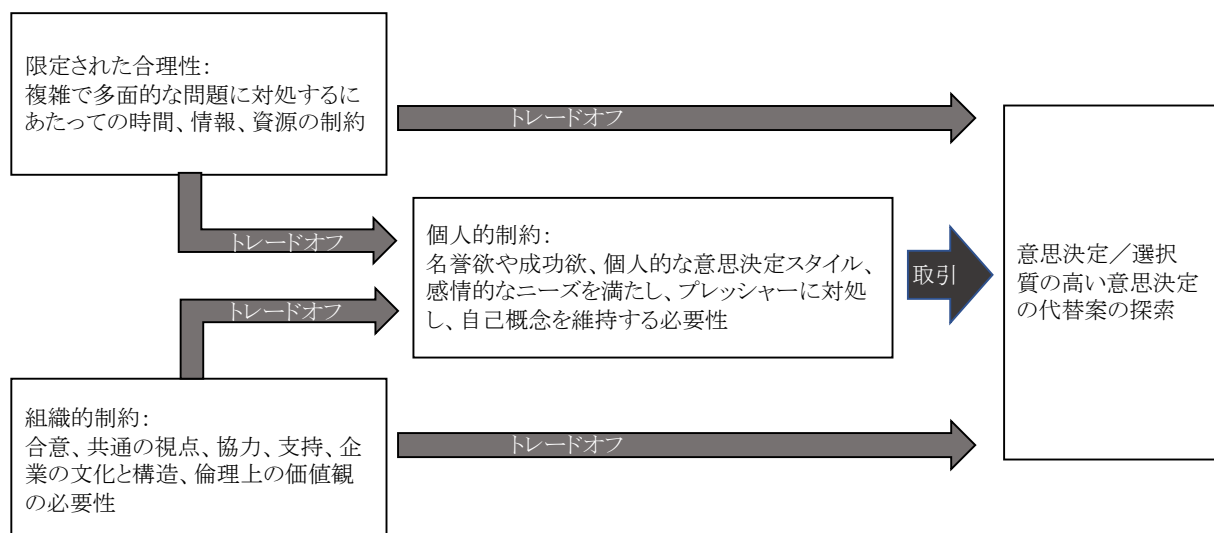 限定された合理性:
複雑で多面的な問題に対処するに
あたっての時間、情報、資源の制約
トレードオフ
トレードオフ
個人的制約:
名誉欲や成功欲、個人的な意思決定スタイル、
感情的なニーズを満たし、プレッシャーに対処
し、自己概念を維持する必要性
取引
意思決定／選択
質の高い意思決定
の代替案の探索
トレードオフ
組織的制約:
合意、共通の視点、協力、支持、企
業の文化と構造、倫理上の価値観
の必要性
トレードオフ